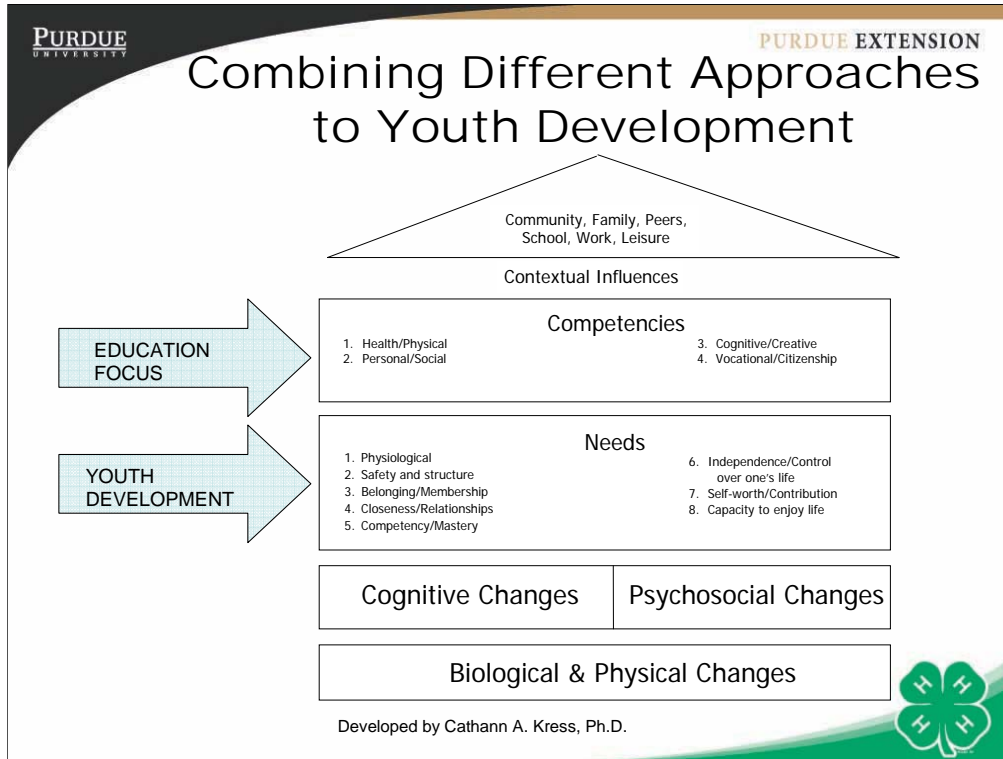 PURDUE
UNIVERSITY
PURDUE EXTENSION
Combining Different Approaches
to Youth Development
Community, Family, Peers,
School, Work, Leisure
Contextual Influences
EDUCATION
FOCUS
Competencies
1. Health/Physical
2. Personal/Social
3. Cognitive/Creative
4. Vocational/Citizenship
YOUTH
DEVELOPMENT
Needs
1. Physiological
2. Safety and structure
3. Belonging/Membership
4. Closeness/Relationships
5. Competency/Mastery
6. Independence/Control
over one's life
7. Self-worth/Contribution
8. Capacity to enjoy life
Cognitive Changes
Psychosocial Changes
Biological & Physical Changes
Developed by Cathann A. Kress, Ph.D.
H H
H H